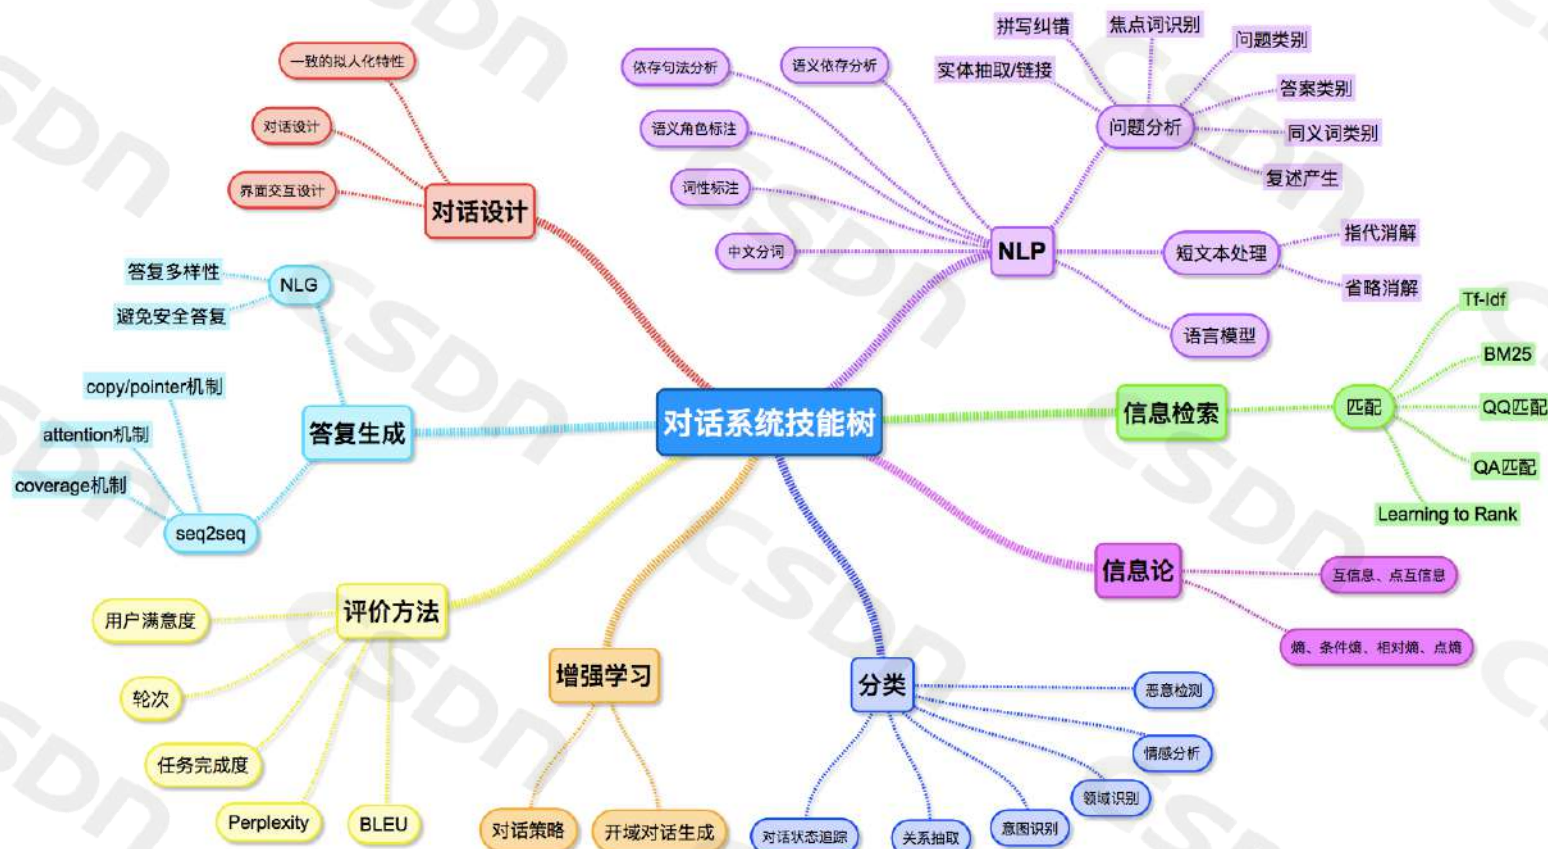 对话系统技能树
对话设计
一致的拟人化特性
对话设计
界面交互设计
NLP
依存句法分析
语义依存分析
语义角色标注
词性标注
中文分词
问题分析
实体抽取/链接
拼写纠错
焦点词识别
问题类别
答案类别
同义词类别
复述产生
短文本处理
指代消解
省略消解
语言模型
信息检索
匹配
Tf-Idf
BM25
QQ匹配
QA匹配
Learning to Rank
信息论
互信息、点互信息
熵、条件熵、相对熵、点熵
分类
恶意检测
情感分析
领域识别
意图识别
关系抽取
对话状态追踪
增强学习
对话策略
开域对话生成
评价方法
用户满意度
轮次
任务完成度
Perplexity
BLEU
答复生成
NLG
答复多样性
避免安全答复
seq2seq
copy/pointer机制
attention机制
coverage机制
CSDN